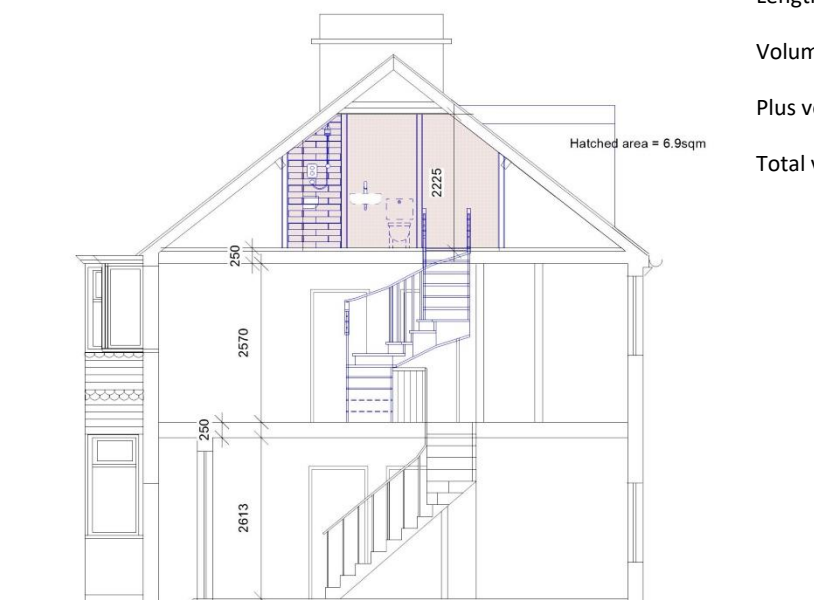 Length
Volum
Plus v
Hatched area = 6.9sqm
Total v
2225
250
2570
250
2613